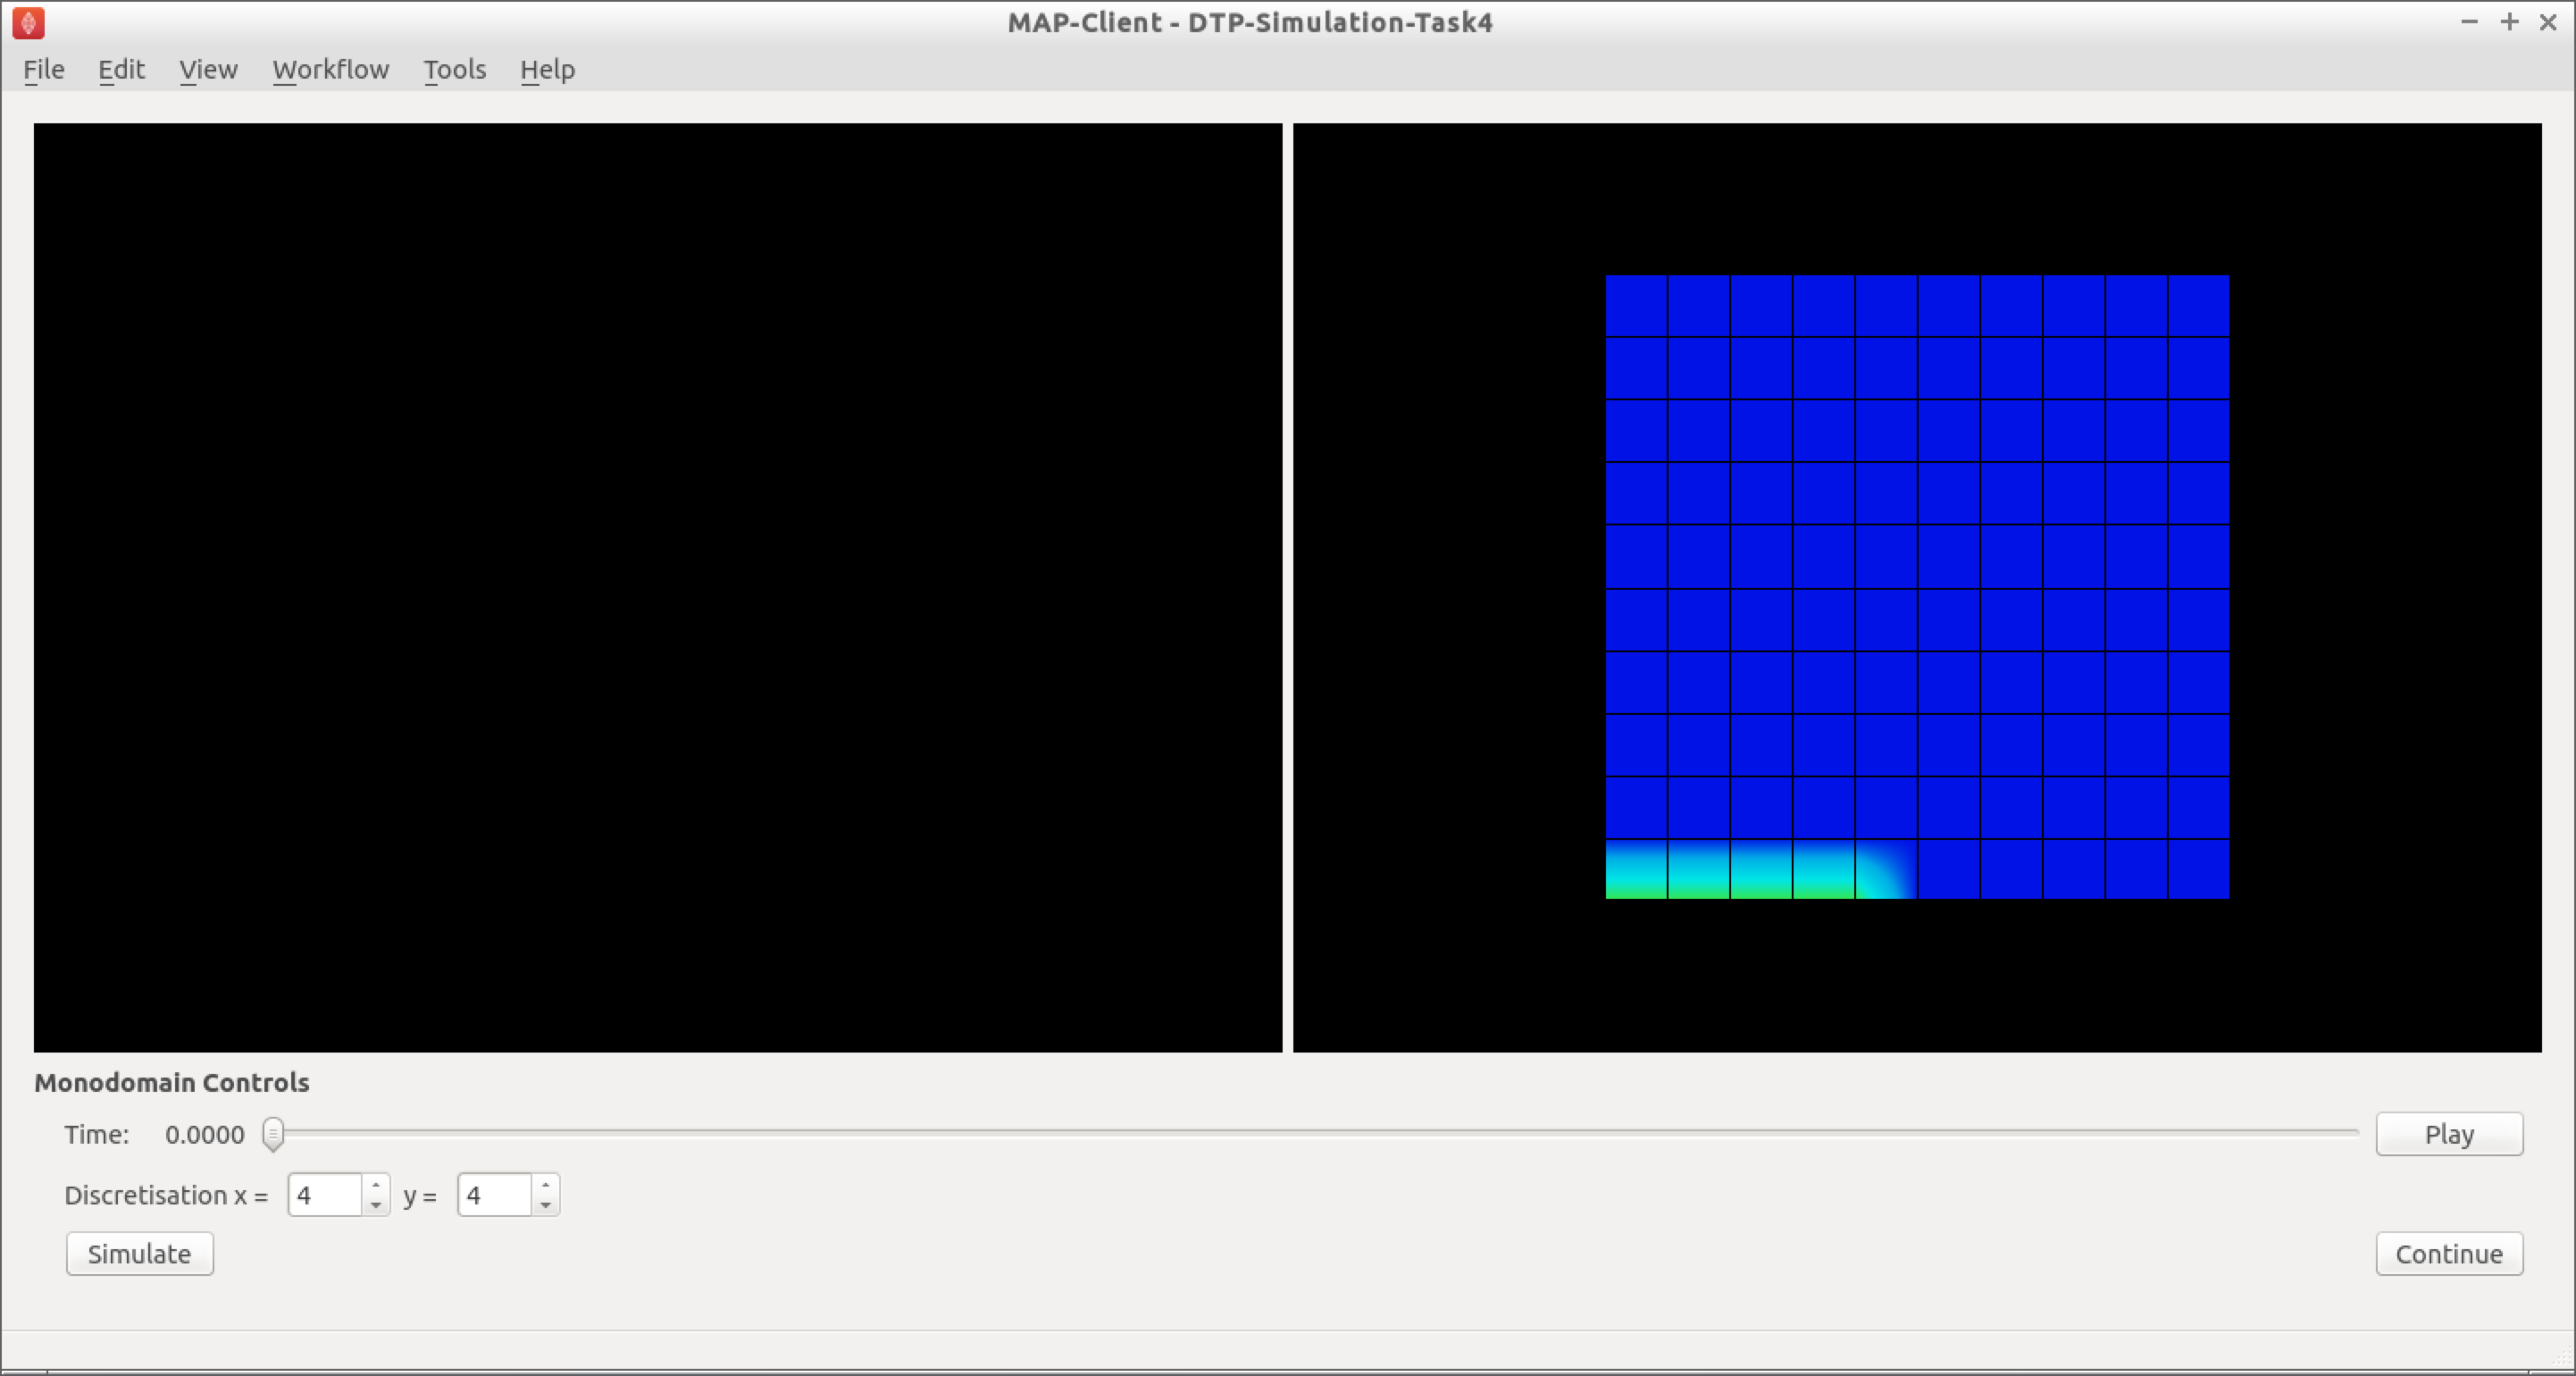 MAP-Client - DTP-Simulation-Task4
File Edit View Workflow Tools Help
Monodomain Controls
Time: 0.0000
Play
Discretisation x = 4 y = 4
Simulate
Continue